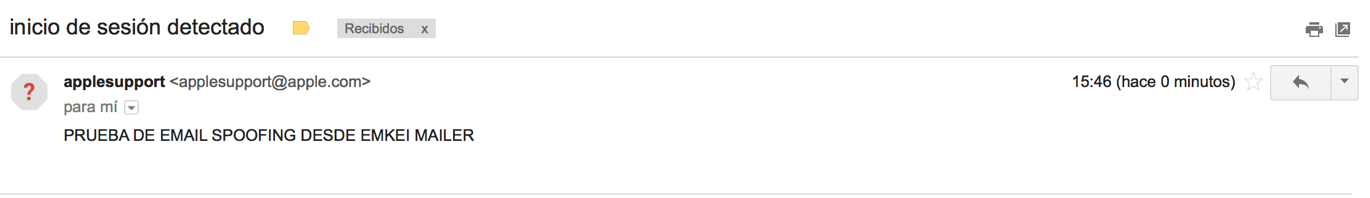 inicio de sesión detectado
Recibidos x
applesupport <applesupport@apple.com>
15:46 (hace 0 minutos)
?
para mí
PRUEBA DE EMAIL SPOOFING DESDE EMKEI MAILER